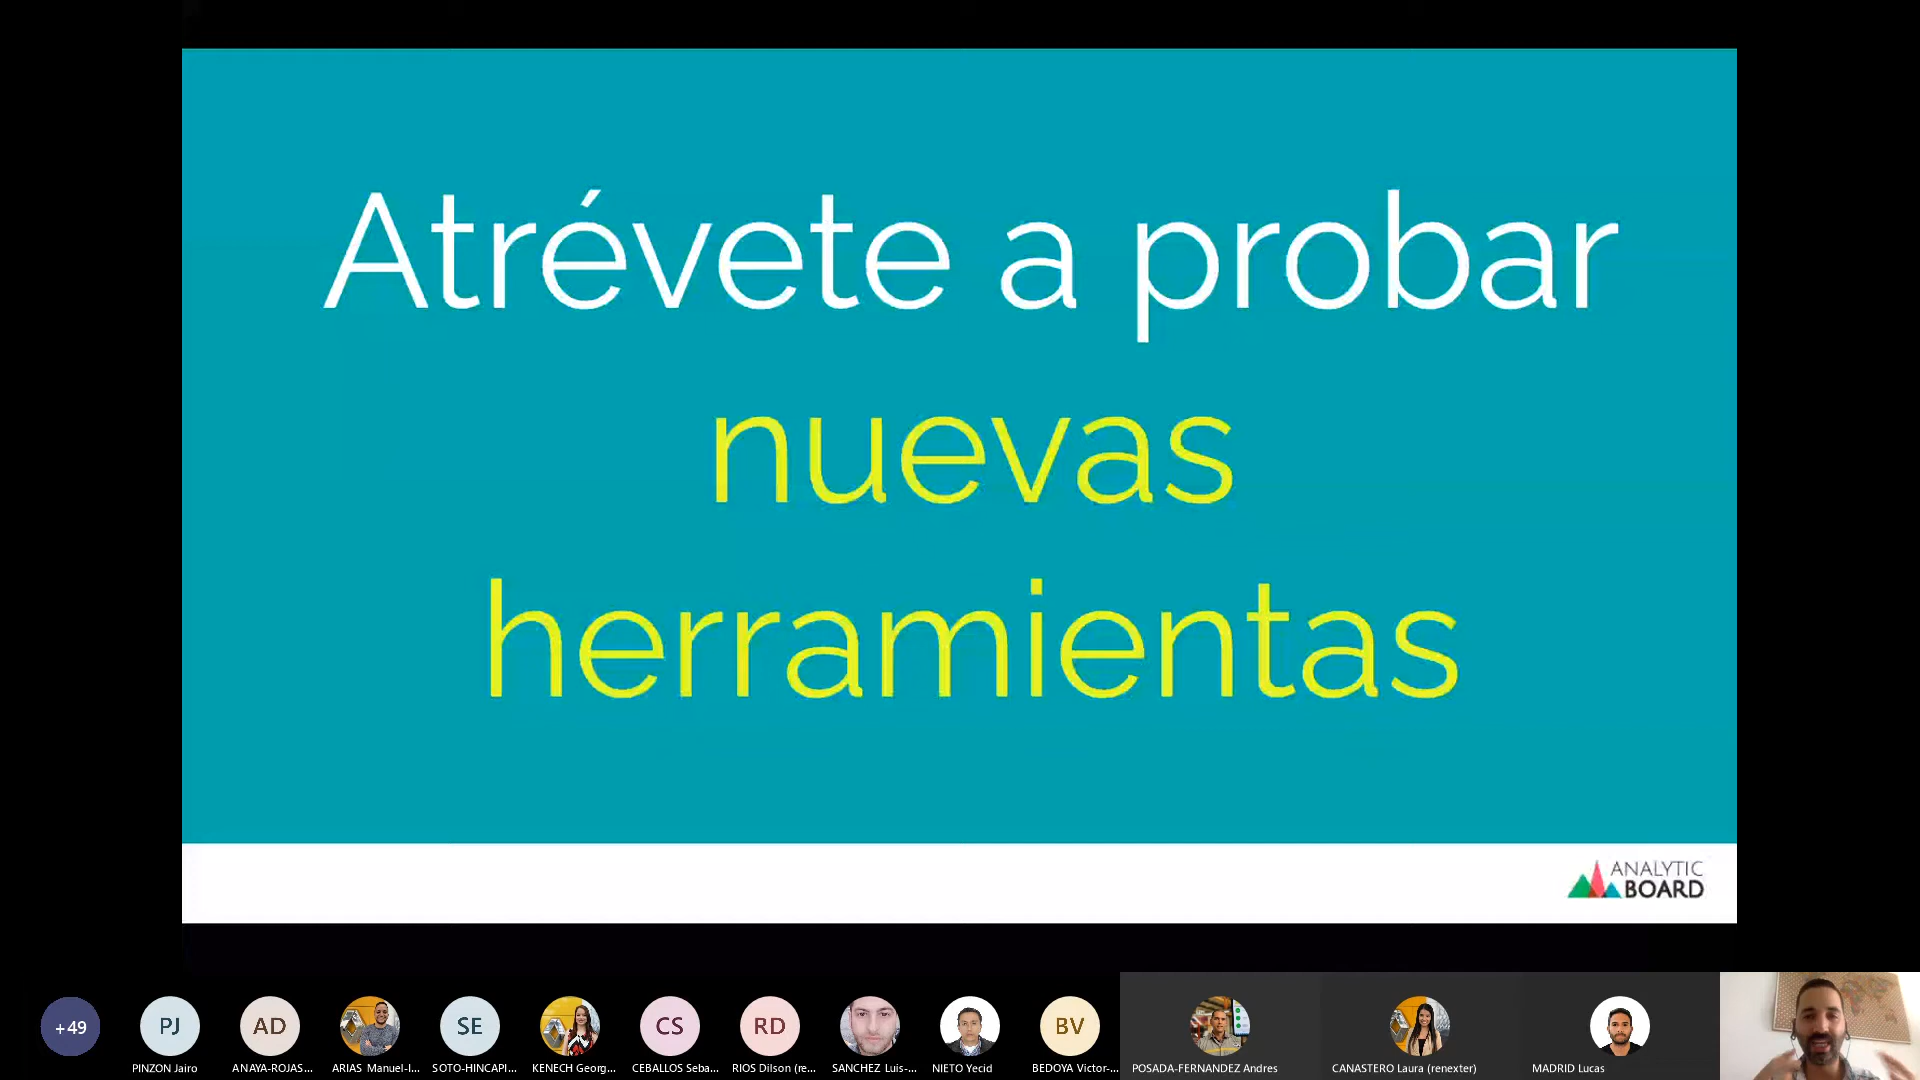 Atrévete a probar
nuevas
herramientas
ANALYTIC
BOARD
+49
PJ
AD
SE
CS
RD
BV
PINZON Jairo
ANAYA-ROJAS...
ARIAS Manuel-I...
SOTO-HINCAPI...
KENECH Georg...
CEBALLOS Seba...
RIOS Dilson (re...
SANCHEZ Luis-...
NIETO Yecid
BEDOYA Victor-...
POSADA-FERNANDEZ Andres
CANASTERO Laura (renexter)
MADRID Lucas